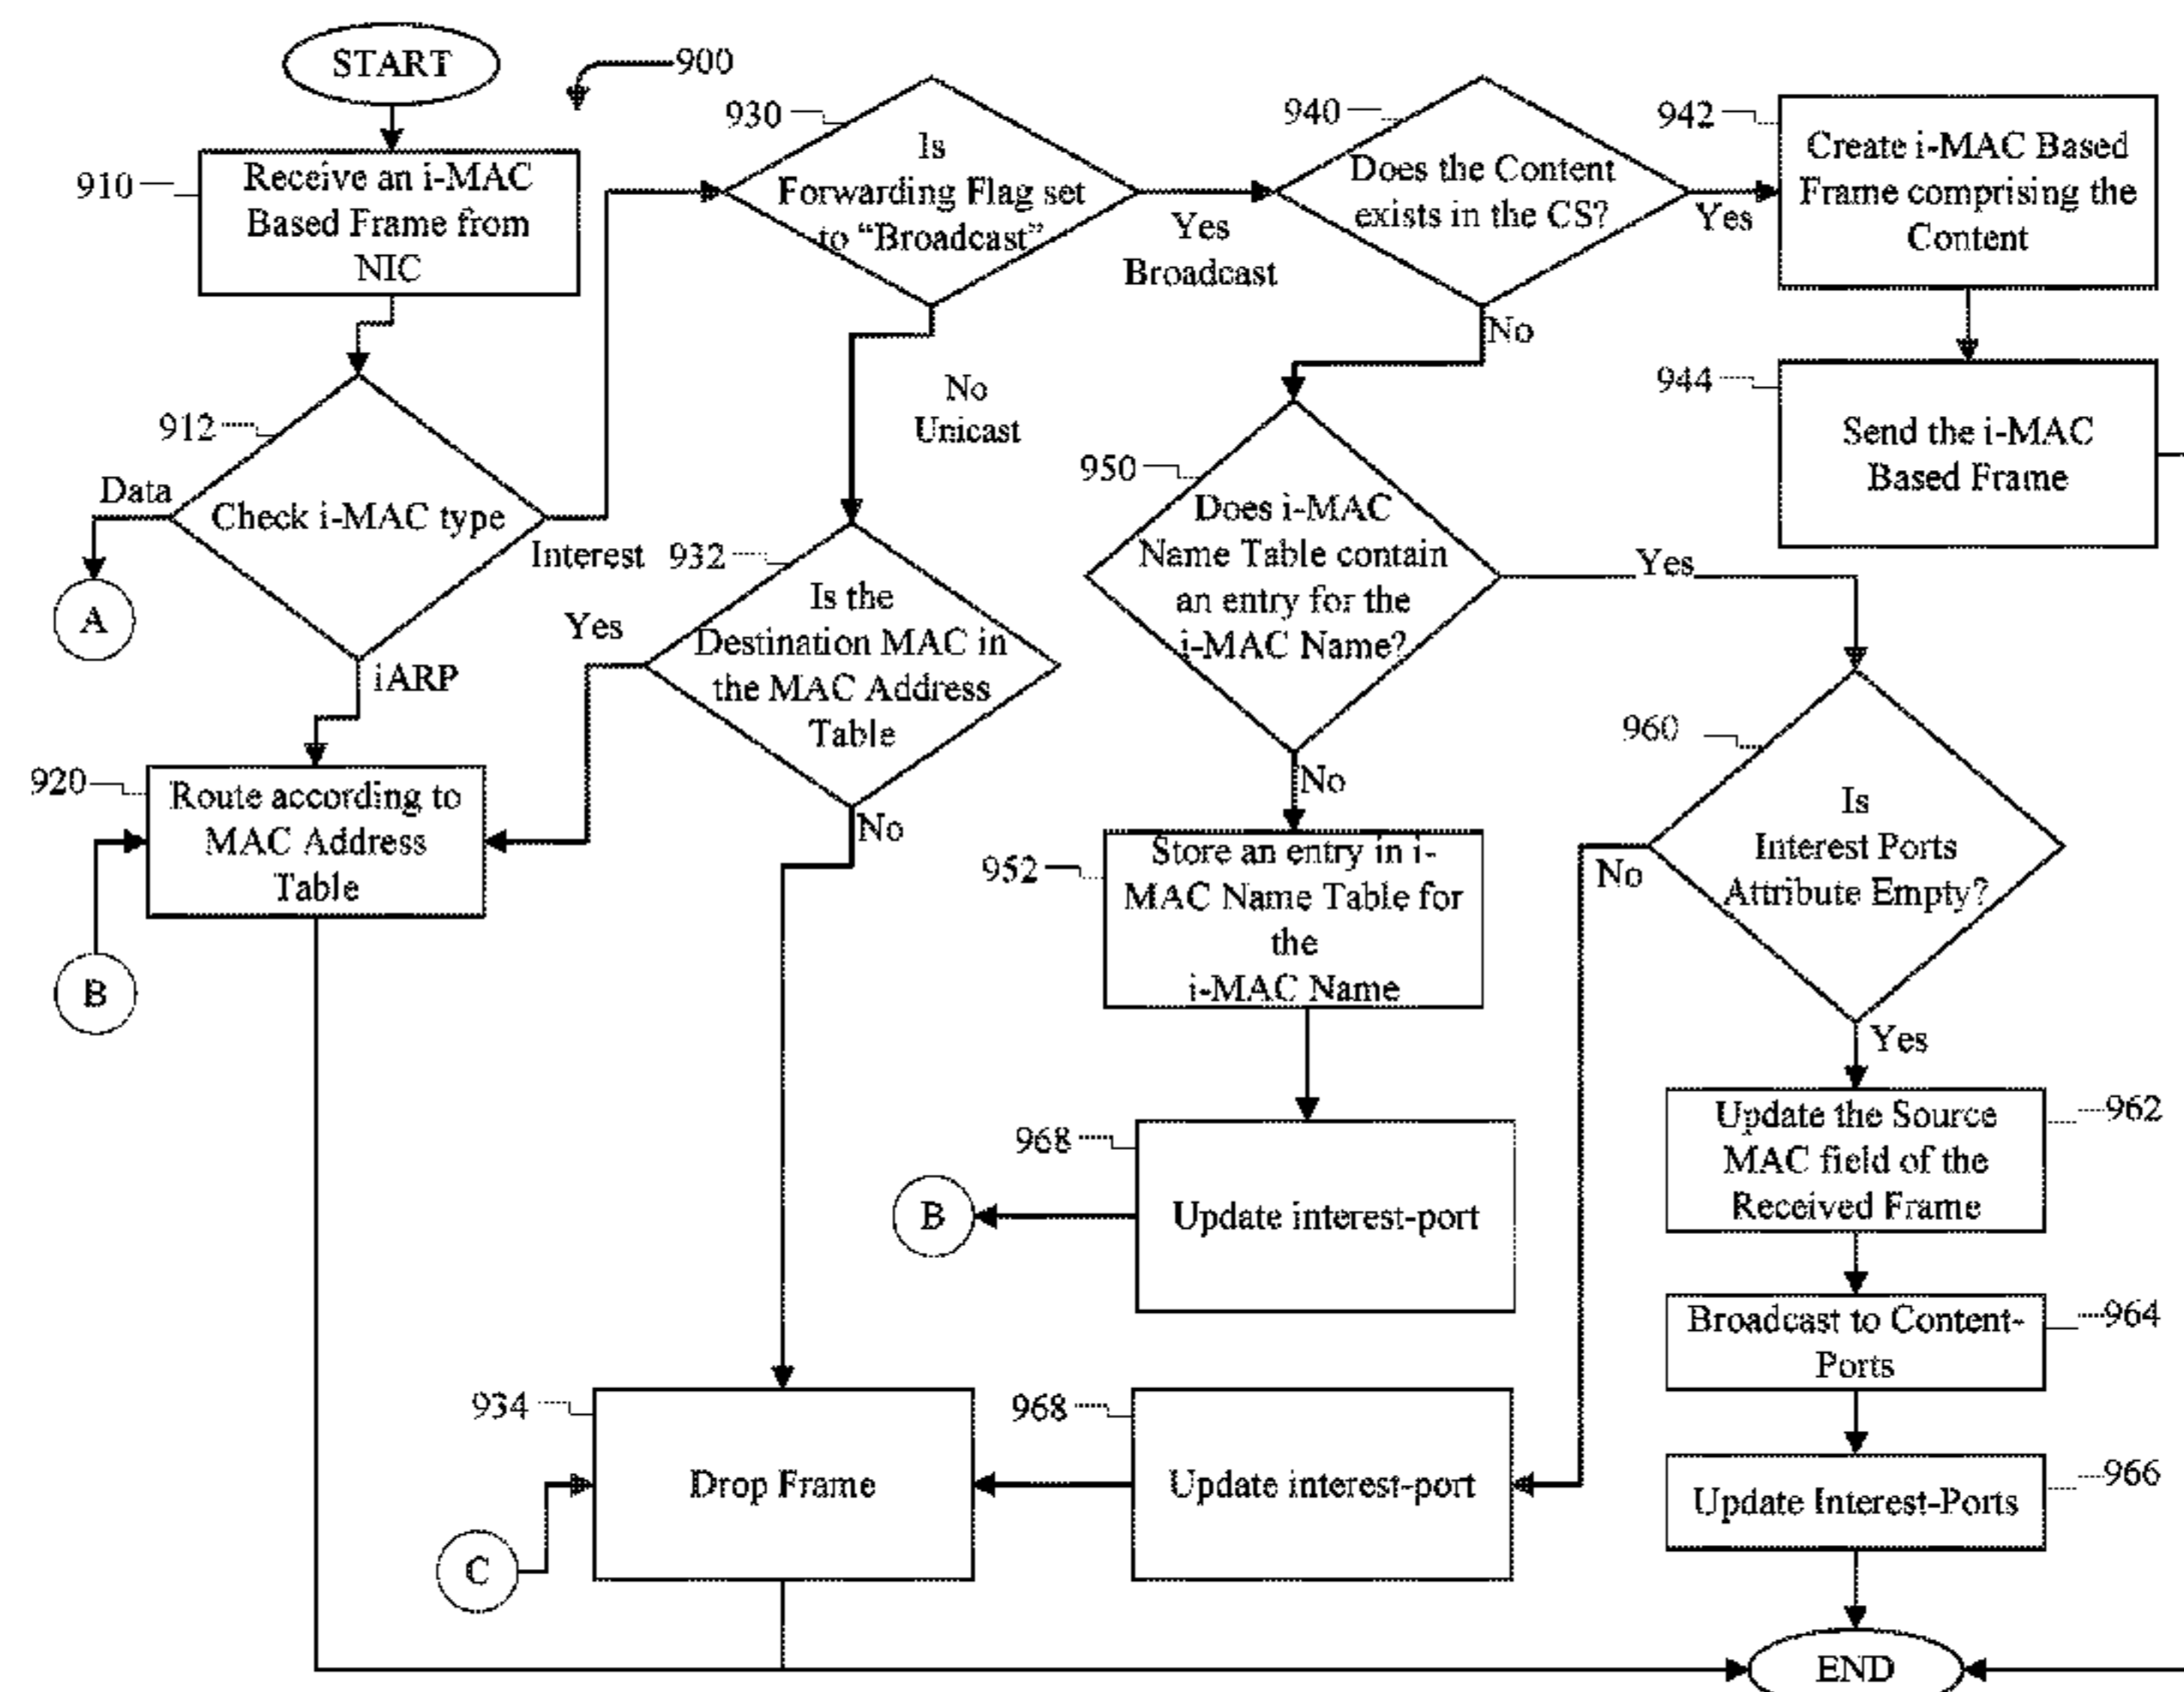 START
900
910
Receive an i-MAC
Based Frame from
NIC
912
Check i-MAC type
Data
A
Interest
iARP
920
Route according to
MAC Address
Table
B
930
Is
Forwarding Flag set
to "Broadcast"
Yes
Broadcast
No
Unicast
932
Is the
Destination MAC in
the MAC Address
Table
Yes
No
940
Does the Content
exists in the CS?
Yes
No
942
Create i-MAC Based
Frame comprising the
Content
944
Send the i-MAC
Based Frame
950
Does i-MAC
Name Table contain
an entry for the
i-MAC Name?
Yes
No
952
Store an entry in i-
MAC Name Table for
the
i-MAC Name
968
Update interest-port
B
960
Is
Interest Ports
Attribute Empty?
No
Yes
962
Update the Source
MAC field of the
Received Frame
964
Broadcast to Content-
Ports
966
Update Interest-Ports
934
Drop Frame
C
968
Update interest-port
END